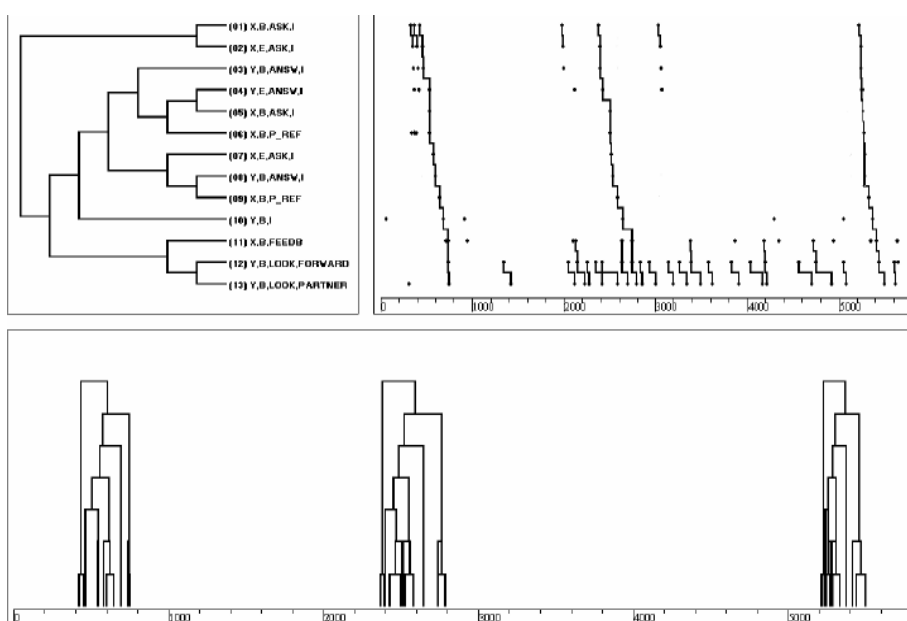 (01) X,B,ASK,I
(02) X,E,ASK,I
(03) Y,B,ANSW,I
(04) Y,E,ANSW,I
(05) X,B,ASK,I
(06) X,B,P_REF
(07) X,E,ASK,I
(08) Y,B,ANSW,I
(09) X,B,P_REF
(10) Y,B,I
(11) X,B,FEEDB
(12) Y,B,LOOK,FORWARD
(13) Y,B,LOOK,PARTNER
0 1000 2000 3000 4000 5000
0 1000 2000 3000 4000 5000